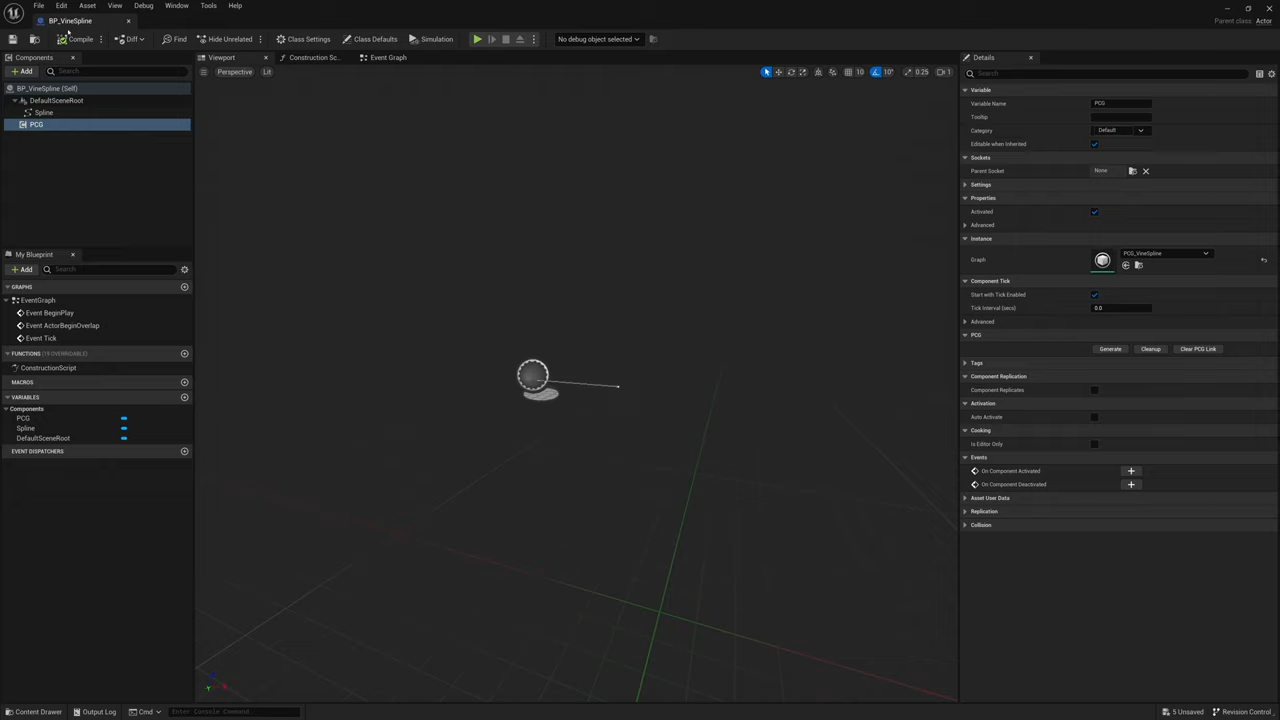 File Edit Asset View Debug Window Tools Help
BP_VineSpline
Parent class: Actor
Compile Diff Find Hide Unrelated Class Settings Class Defaults Simulation No debug object selected
Components
Add Search
BP_VineSpline (Self)
DefaultSceneRoot
Spline
PCG
My Blueprint
Add Search
GRAPHS
EventGraph
Event BeginPlay
Event ActorBeginOverlap
Event Tick
FUNCTIONS (19 OVERRIDABLE)
ConstructionScript
MACROS
VARIABLES
Components
PCG
Spline
DefaultSceneRoot
EVENT DISPATCHERS
Viewport Construction Sc... Event Graph
Perspective Lit 10 10° 0.25 1
Details
Search
Variable
Variable Name PCG
Tooltip
Category Default
Editable when Inherited
Sockets
Parent Socket None
Settings
Properties
Activated
Advanced
Instance
Graph PCG_VineSpline
Component Tick
Start with Tick Enabled
Tick Interval (secs) 0.0
Advanced
PCG
Generate Cleanup Clear PCG Link
Tags
Component Replication
Component Replicates
Activation
Auto Activate
Cooking
Is Editor Only
Events
On Component Activated
On Component Deactivated
Asset User Data
Replication
Collision
Content Drawer Output Log Cmd Enter Console Command 5 Unsaved Revision Control